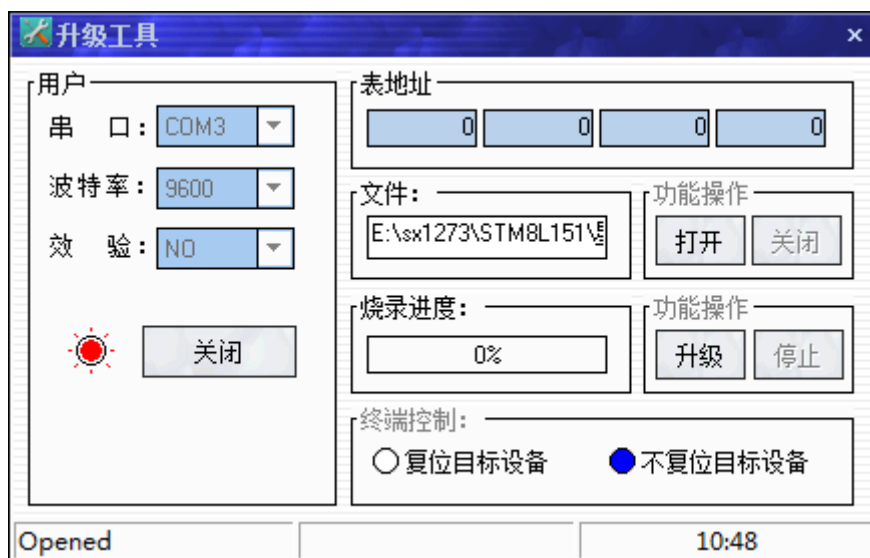 升级工具
用户
串 口:
COM3
波特率:
9600
效 验:
NO
关闭
表地址
0 0 0 0
文件:
E:\sx1273\STM8L151\
功能操作
打开 关闭
烧录进度:
0%
功能操作
升级 停止
终端控制:
复位目标设备 不复位目标设备
Opened
10:48